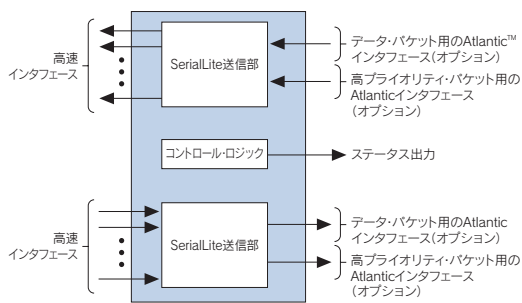 高速
インタフェース
SerialLite送信部
データ・パケット用のAtlantic™
インタフェース(オプション)
高プライオリティ・パケット用の
Atlanticインタフェース
(オプション)
コントロール・ロジック
ステータス出力
高速
インタフェース
SerialLite送信部
データ・パケット用のAtlantic
インタフェース(オプション)
高プライオリティ・パケット用の
Atlanticインタフェース
(オプション)